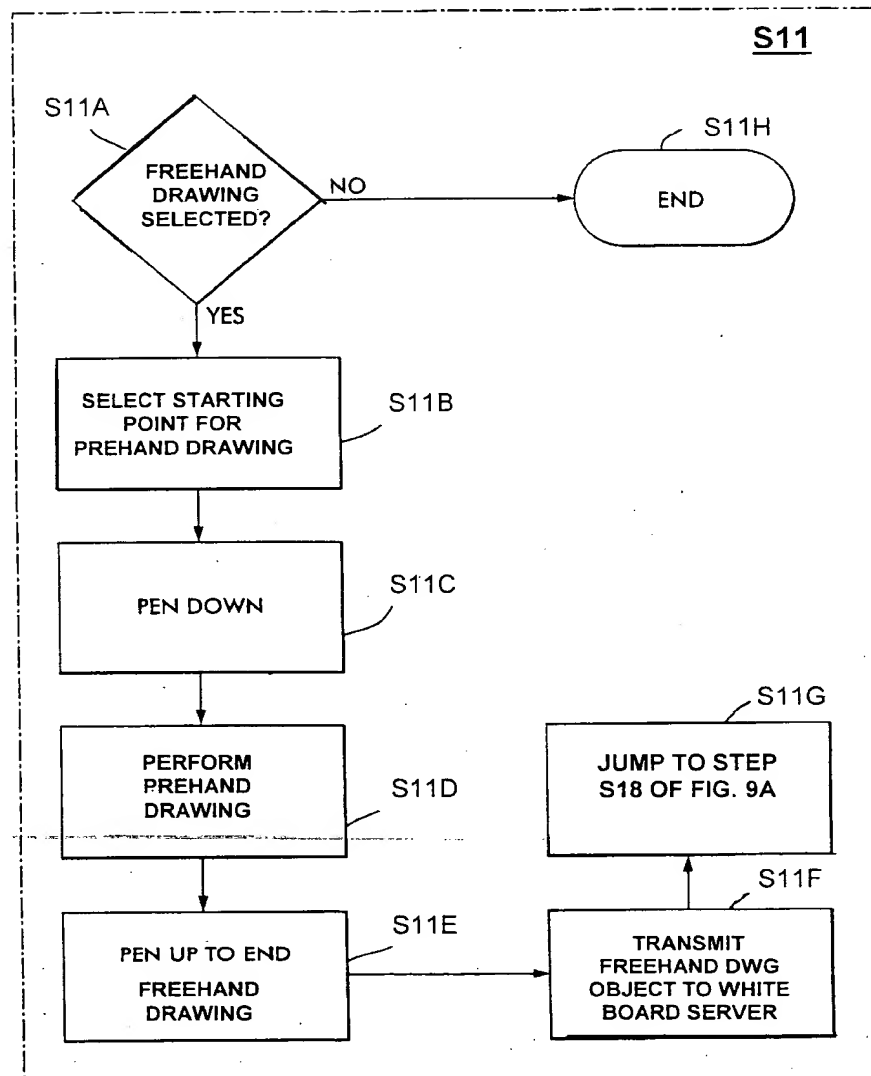 S11
S11A
FREEHAND
DRAWING
SELECTED?
NO
S11H
END
YES
SELECT STARTING
POINT FOR
PREHAND DRAWING
S11B
PEN DOWN
S11C
PERFORM
PREHAND
DRAWING
S11D
PEN UP TO END
FREEHAND
DRAWING
S11E
S11F
TRANSMIT
FREEHAND DWG
OBJECT TO WHITE
BOARD SERVER
S11G
JUMP TO STEP
S18 OF FIG. 9A